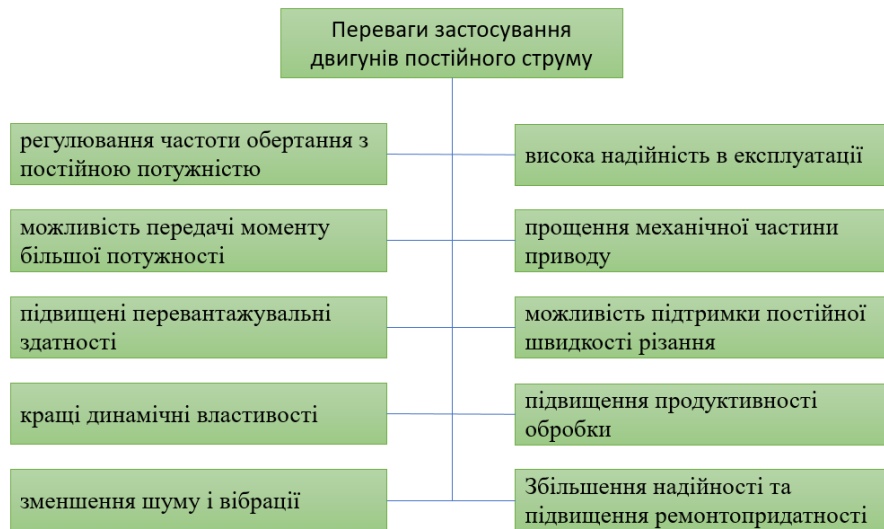 Переваги застосування
двигунів постійного струму
регулювання частоти обертання з
постійною потужністю
висока надійність в експлуатації
можливість передачі моменту
більшої потужності
прощення механічної частини
приводу
підвищені перевантажувальні
здатності
можливість підтримки постійної
швидкості різання
кращі динамічні властивості
підвищення продуктивності
обробки
зменшення шуму і вібрації
Збільшення надійності та
підвищення ремонтопридатності